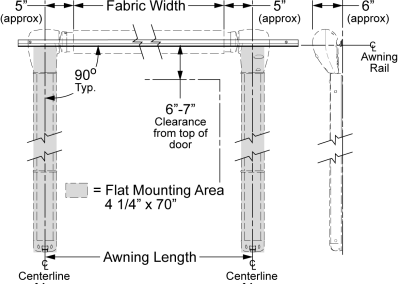 5"
(approx)
Fabric Width
5"
(approx)
6"
(approx)
℄
Awning
Rail
90°
Typ.
6”-7”
Clearance
from top of
door
= Flat Mounting Area
4 1/4” x 70”
Awning Length
℄
Centerline
℄
Centerline